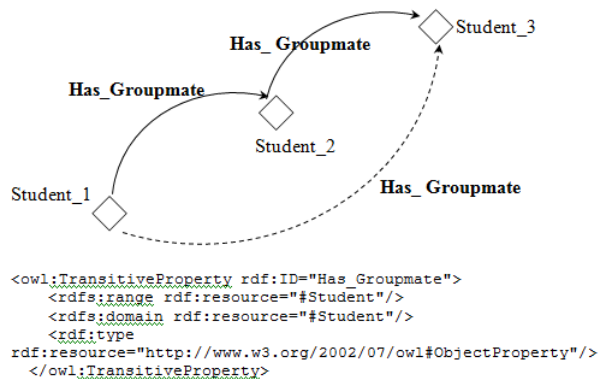 Student_3
Has_ Groupmate
Has_Groupmate
Student_2
Student_1
Has_ Groupmate
<owl:TransitiveProperty rdf:ID="Has_Groupmate">
<rdfs:range rdf:resource="#Student"/>
<rdfs:domain rdf:resource="#Student"/>
<rdf:type
rdf:resource="http://www.w3.org/2002/07/owl#ObjectProperty"/>
</owl:TransitiveProperty>